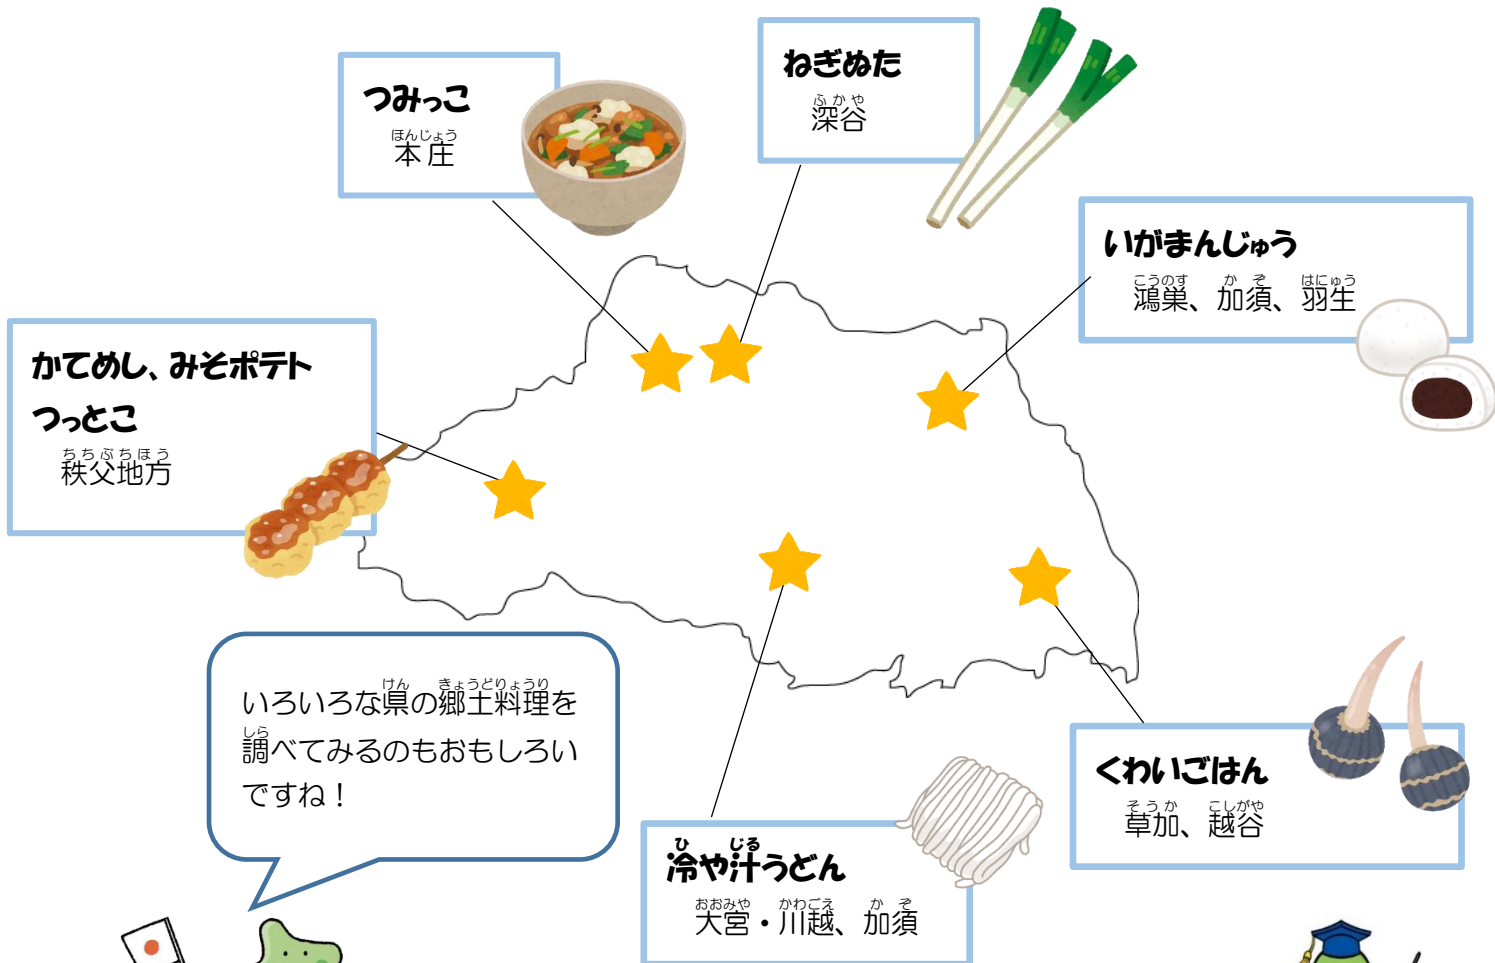 つみっこ
ほんじょう
本庄
ねぎぬた
ふかや
深谷
いがまんじゅう
こうのす かぞ はにゅう
鴻巣、加須、羽生
かてめし、みそポテト
つっとこ
ちちぶちほう
秩父地方
けん きょうどりょうり
いろいろな県の郷土料理を
しら
調べてみるのもおもしろい
ですね！
ひ じる
冷や汁うどん
おおみや かわごえ かぞ
大宮・川越、加須
くわいごはん
そうか こしがや
草加、越谷